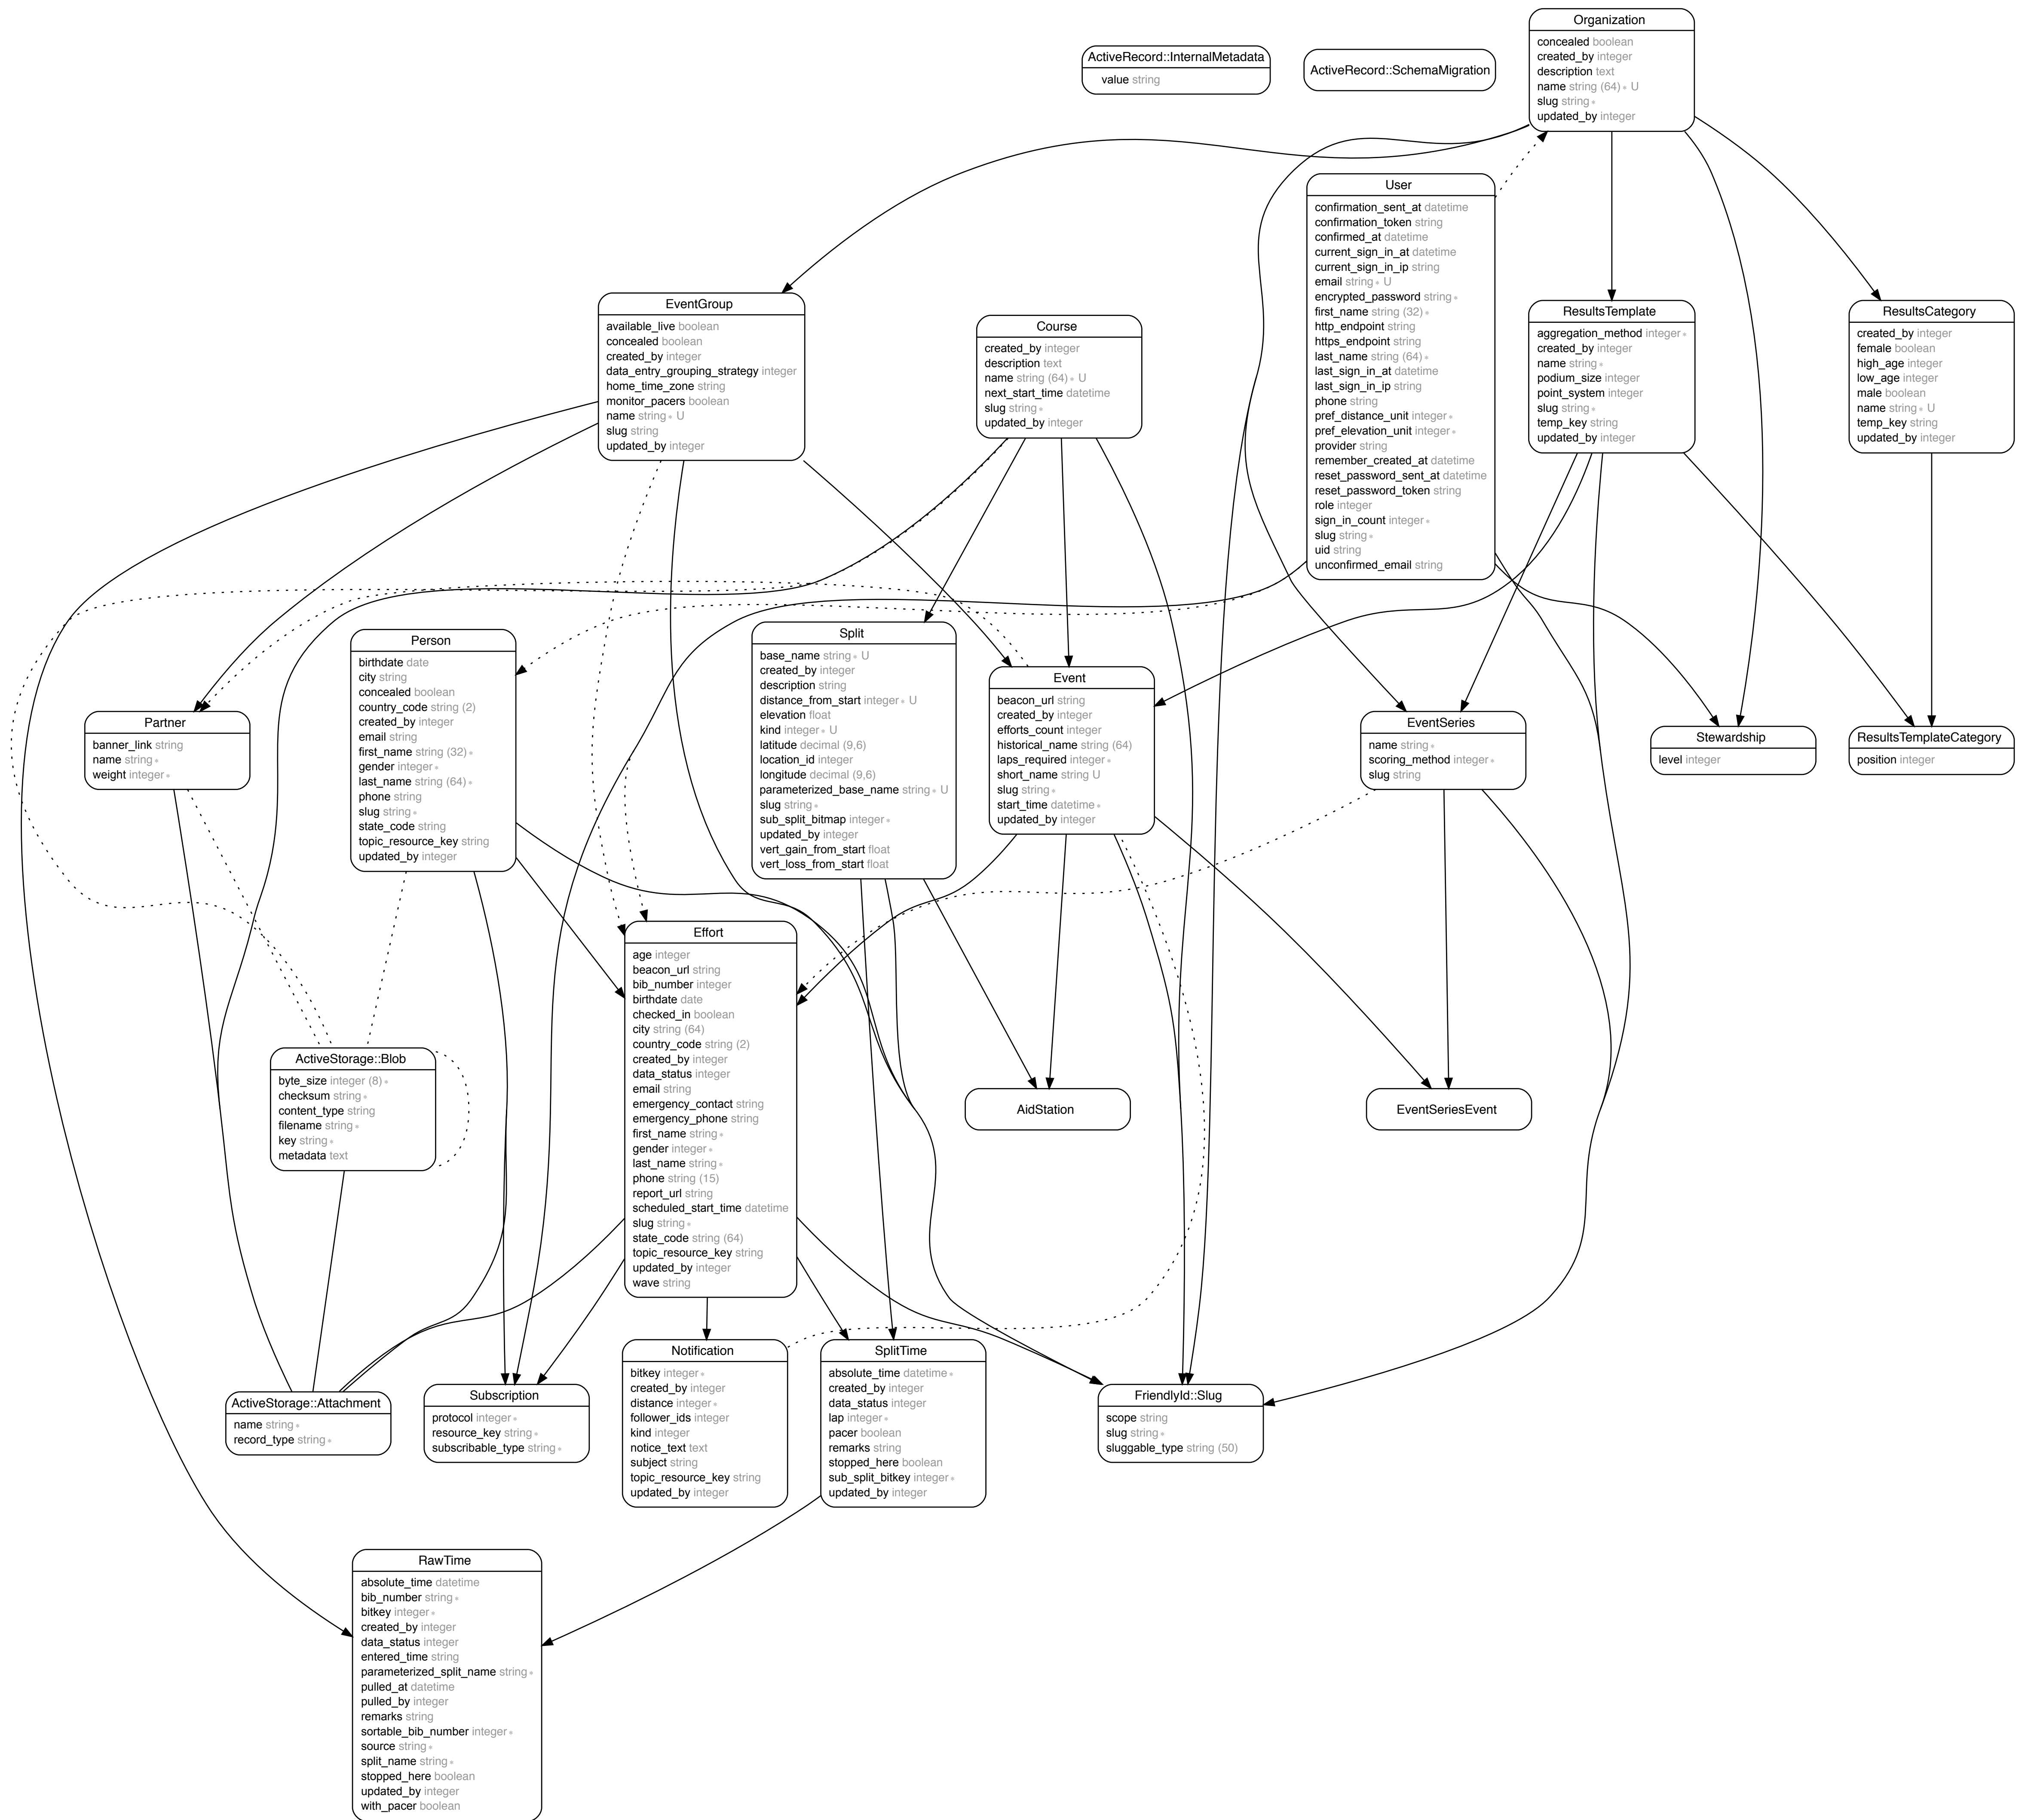 Organization
concealed boolean
created_by integer
description text
name string (64) ∗ U
slug string ∗
updated_by integer
ActiveRecord::InternalMetadata
value string
ActiveRecord::SchemaMigration
User
confirmation_sent_at datetime
confirmation_token string
confirmed_at datetime
current_sign_in_at datetime
current_sign_in_ip string
email string ∗ U
encrypted_password string ∗
first_name string (32) ∗
http_endpoint string
https_endpoint string
last_name string (64) ∗
last_sign_in_at datetime
last_sign_in_ip string
phone string
pref_distance_unit integer ∗
pref_elevation_unit integer ∗
provider string
remember_created_at datetime
reset_password_sent_at datetime
reset_password_token string
role integer
sign_in_count integer ∗
slug string ∗
uid string
unconfirmed_email string
EventGroup
available_live boolean
concealed boolean
created_by integer
data_entry_grouping_strategy integer
home_time_zone string
monitor_pacers boolean
name string ∗ U
slug string
updated_by integer
Course
created_by integer
description text
name string (64) ∗ U
next_start_time datetime
slug string ∗
updated_by integer
ResultsTemplate
aggregation_method integer ∗
created_by integer
name string ∗
podium_size integer
point_system integer
slug string ∗
temp_key string
updated_by integer
ResultsCategory
created_by integer
female boolean
high_age integer
low_age integer
male boolean
name string ∗ U
temp_key string
updated_by integer
Person
birthdate date
city string
concealed boolean
country_code string (2)
created_by integer
email string
first_name string (32) ∗
gender integer ∗
last_name string (64) ∗
phone string
slug string ∗
state_code string
topic_resource_key string
updated_by integer
Split
base_name string ∗ U
created_by integer
description string
distance_from_start integer ∗ U
elevation float
kind integer ∗ U
latitude decimal (9,6)
location_id integer
longitude decimal (9,6)
parameterized_base_name string ∗ U
slug string ∗
sub_split_bitmap integer ∗
updated_by integer
vert_gain_from_start float
vert_loss_from_start float
Event
beacon_url string
created_by integer
efforts_count integer
historical_name string (64)
laps_required integer ∗
short_name string U
slug string ∗
start_time datetime ∗
updated_by integer
Partner
banner_link string
name string ∗
weight integer ∗
EventSeries
name string ∗
scoring_method integer ∗
slug string
Stewardship
level integer
ResultsTemplateCategory
position integer
Effort
age integer
beacon_url string
bib_number integer
birthdate date
checked_in boolean
city string (64)
country_code string (2)
created_by integer
data_status integer
email string
emergency_contact string
emergency_phone string
first_name string ∗
gender integer ∗
last_name string ∗
phone string (15)
report_url string
scheduled_start_time datetime
slug string ∗
state_code string (64)
topic_resource_key string
updated_by integer
wave string
ActiveStorage::Blob
byte_size integer (8) ∗
checksum string ∗
content_type string
filename string ∗
key string ∗
metadata text
AidStation
EventSeriesEvent
Notification
bitkey integer ∗
created_by integer
distance integer ∗
follower_ids integer
kind integer
notice_text text
subject string
topic_resource_key string
updated_by integer
SplitTime
absolute_time datetime ∗
created_by integer
data_status integer
lap integer ∗
pacer boolean
remarks string
stopped_here boolean
sub_split_bitkey integer ∗
updated_by integer
ActiveStorage::Attachment
name string ∗
record_type string ∗
Subscription
protocol integer ∗
resource_key string ∗
subscribable_type string ∗
FriendlyId::Slug
scope string
slug string ∗
sluggable_type string (50)
RawTime
absolute_time datetime
bib_number string ∗
bitkey integer ∗
created_by integer
data_status integer
entered_time string
parameterized_split_name string ∗
pulled_at datetime
pulled_by integer
remarks string
sortable_bib_number integer ∗
source string ∗
split_name string ∗
stopped_here boolean
updated_by integer
with_pacer boolean